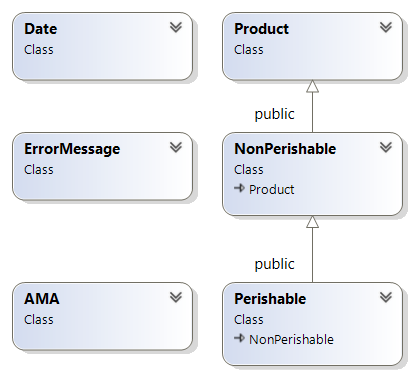 Date
Class
Product
Class
public
ErrorMessage
Class
NonPerishable
Class
Product
public
AMA
Class
Perishable
Class
NonPerishable